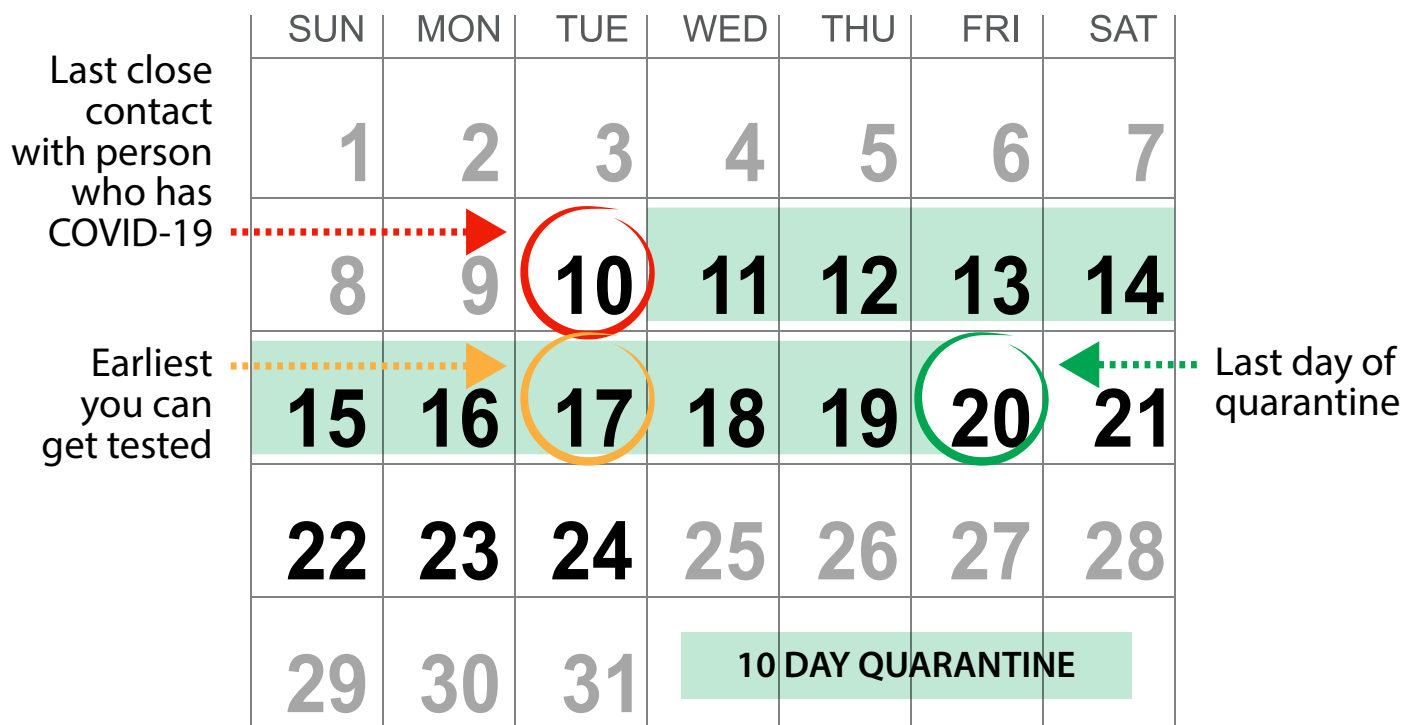 SUN MON TUE WED THU FRI SAT
Last close
contact
with person
who has
COVID-19
1 2 3 4 5 6 7
8 9 10 11 12 13 14
Earliest
you can
get tested
15 16 17 18 19 20 21
Last day of
quarantine
22 23 24 25 26 27 28
29 30 31
10 DAY QUARANTINE